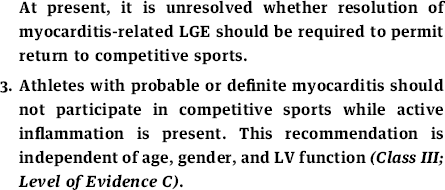 At present, it is unresolved whether resolution of
myocarditis-related LGE should be required to permit
return to competitive sports.
3. Athletes with probable or definite myocarditis should
not participate in competitive sports while active
inflammation is present. This recommendation is
independent of age, gender, and LV function (Class III;
Level of Evidence C).